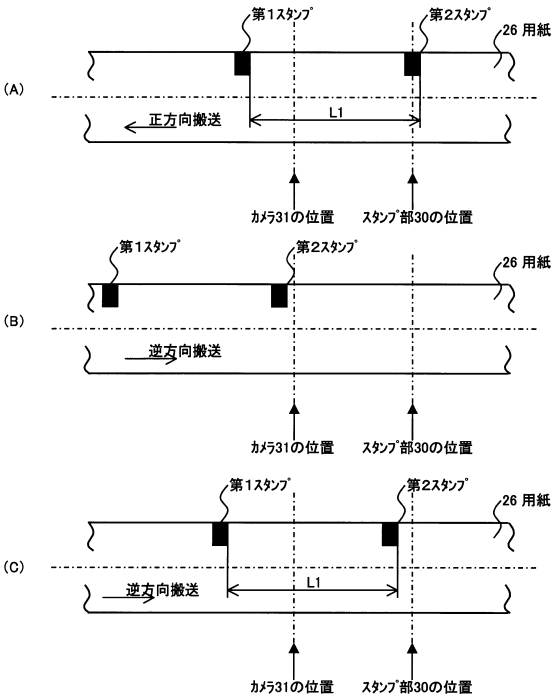 第1スタンプ 第2スタンプ
26 用紙
(A)
L1
正方向搬送
カメラ31の位置 スタンプ部30の位置
第1スタンプ 第2スタンプ
26 用紙
(B)
逆方向搬送
カメラ31の位置 スタンプ部30の位置
第1スタンプ 第2スタンプ
26 用紙
(C)
L1
逆方向搬送
カメラ31の位置 スタンプ部30の位置